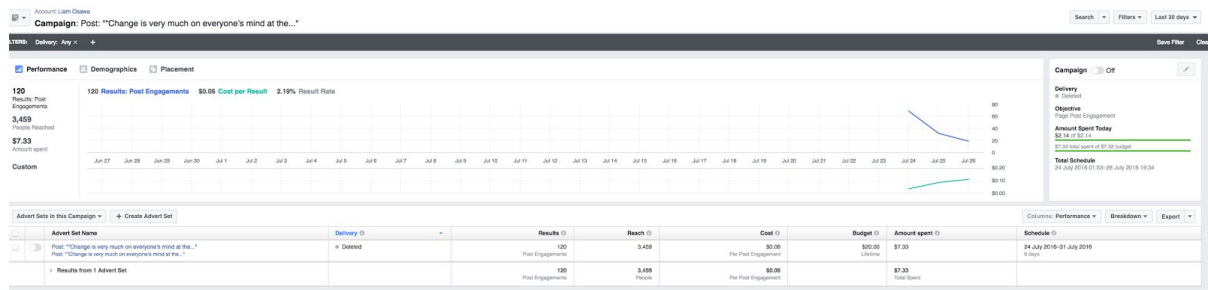 Account: Liam Osawa
Campaign: Post: ""Change is very much on everyone's mind at the..."
Search Filters Last 30 days
LTERS: Delivery: Any × +
Save Filter Clea
Performance Demographics Placement
120
Results: Post
Engagements
3,459
People Reached
$7.33
Amount spent
Custom
120 Results: Post Engagements $0.06 Cost per Result 2.19% Result Rate
80
60
40
20
0
Jun 27 Jun 28 Jun 29 Jun 30 Jul 1 Jul 2 Jul 3 Jul 4 Jul 5 Jul 6 Jul 7 Jul 8 Jul 9 Jul 10 Jul 11 Jul 12 Jul 13 Jul 14 Jul 15 Jul 16 Jul 17 Jul 18 Jul 19 Jul 20 Jul 21 Jul 22 Jul 23 Jul 24 Jul 25 Jul 26
$0.20
$0.10
$0.00
Campaign Off
Delivery
Deleted
Objective
Page Post Engagement
Amount Spent Today
$2.14 of $2.14
$7.33 total spent of $7.33 budget
Total Schedule
24 July 2016 01:53–26 July 2016 19:34
Advert Sets in this Campaign + Create Advert Set
Columns: Performance Breakdown Export
Advert Set Name Delivery Results Reach Cost Budget Amount spent Schedule
Post: ""Change is very much on everyone's mind at the..." Deleted 120 3,459 $0.06 $20.00 $7.33 24 July 2016–31 July 2016
Post: ""Change is very much on everyone's mind at the..." Post Engagements Per Post Engagement Lifetime 8 days
Results from 1 Advert Set 120 3,459 $0.06 $7.33
Post Engagements People Per Post Engagement Total Spent